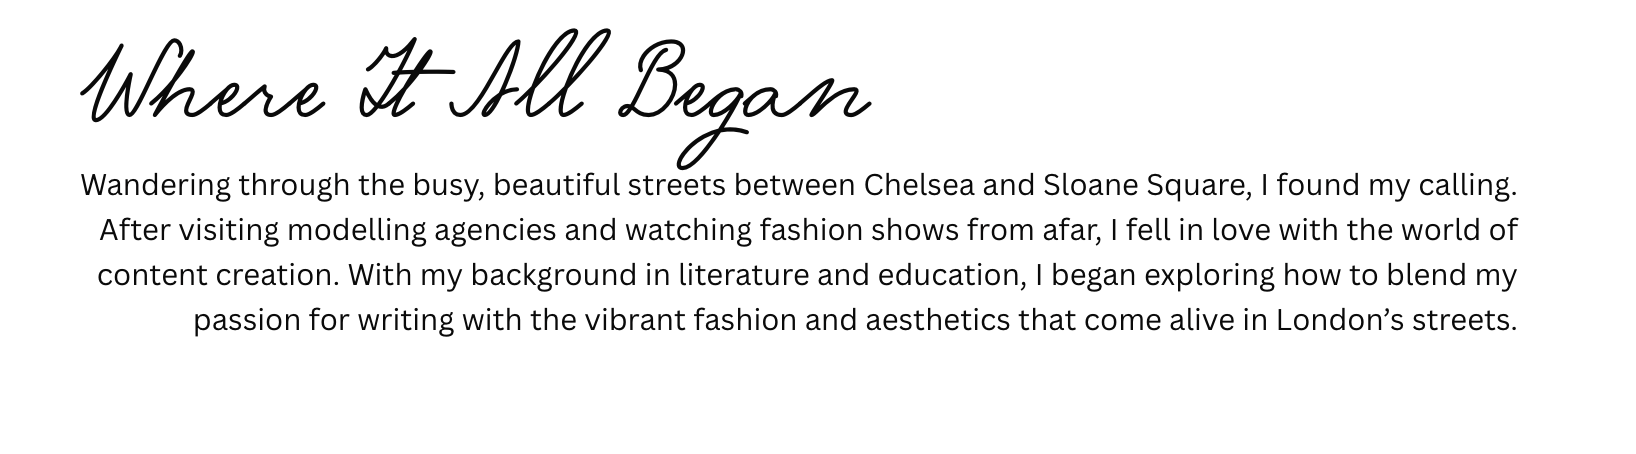 Where It All Began
Wandering through the busy, beautiful streets between Chelsea and Sloane Square, I found my calling.
After visiting modelling agencies and watching fashion shows from afar, I fell in love with the world of
content creation. With my background in literature and education, I began exploring how to blend my
passion for writing with the vibrant fashion and aesthetics that come alive in London’s streets.